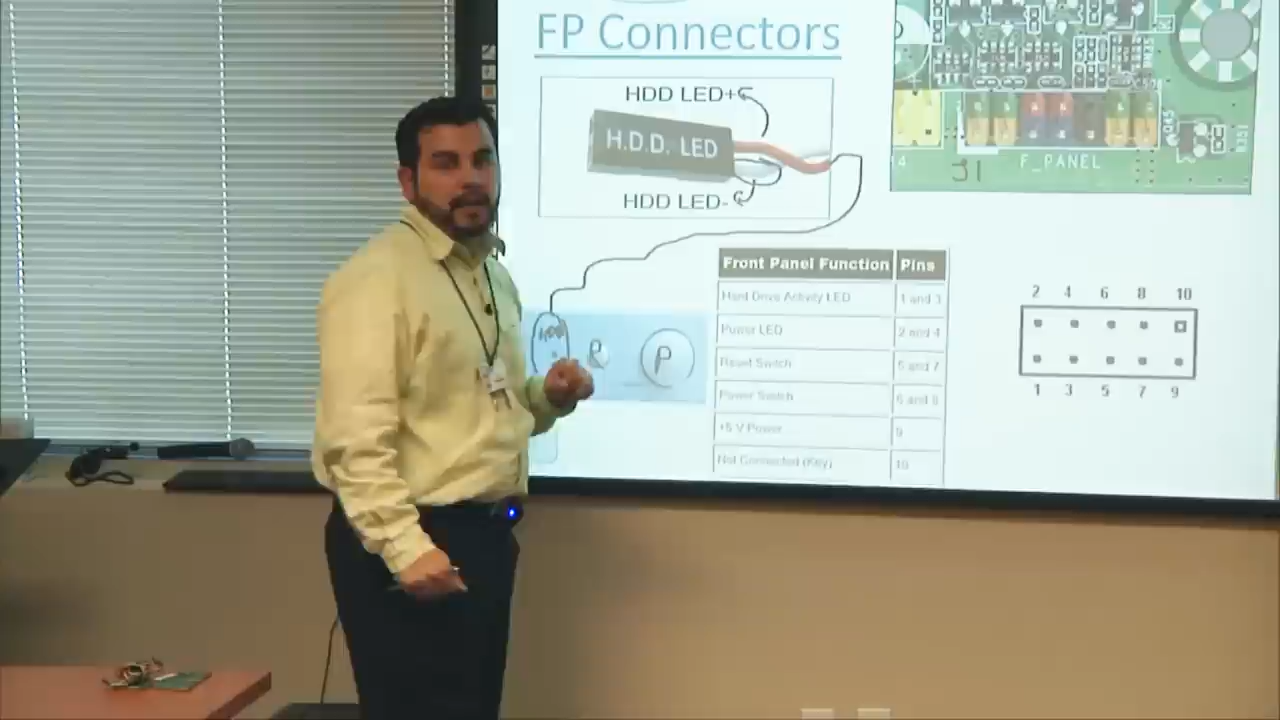 FP Connectors
HDD LED+
H.D.D. LED
HDD LED-
F_PANEL
Front Panel Function Pins
Hard Drive Activity LED 1 and 3
Power LED 2 and 4
Reset Switch 5 and 7
Power Switch 6 and 8
+5 V Power 9
Not Connected (Key) 10
2 4 6 8 10
1 3 5 7 9
R
P